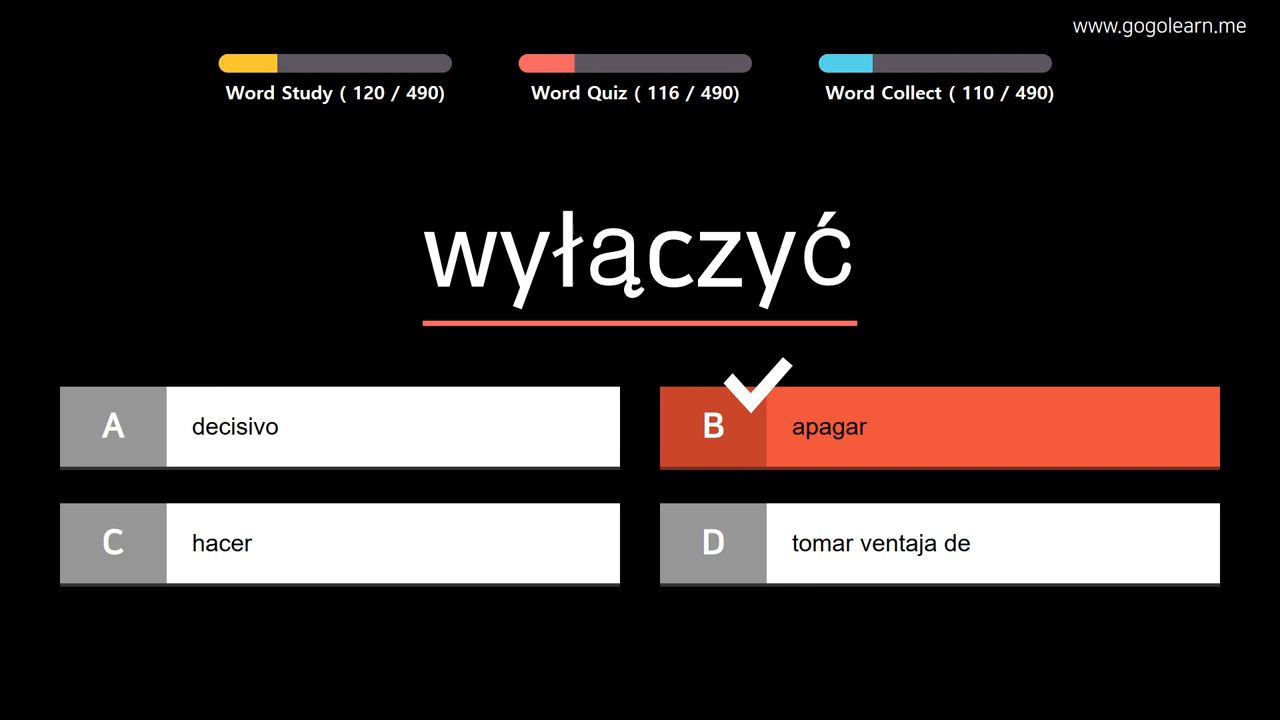 www.gogolearn.me
Word Study ( 120 / 490)
Word Quiz ( 116 / 490)
Word Collect ( 110 / 490)
wyłączyć
A decisivo
B apagar
C hacer
D tomar ventaja de